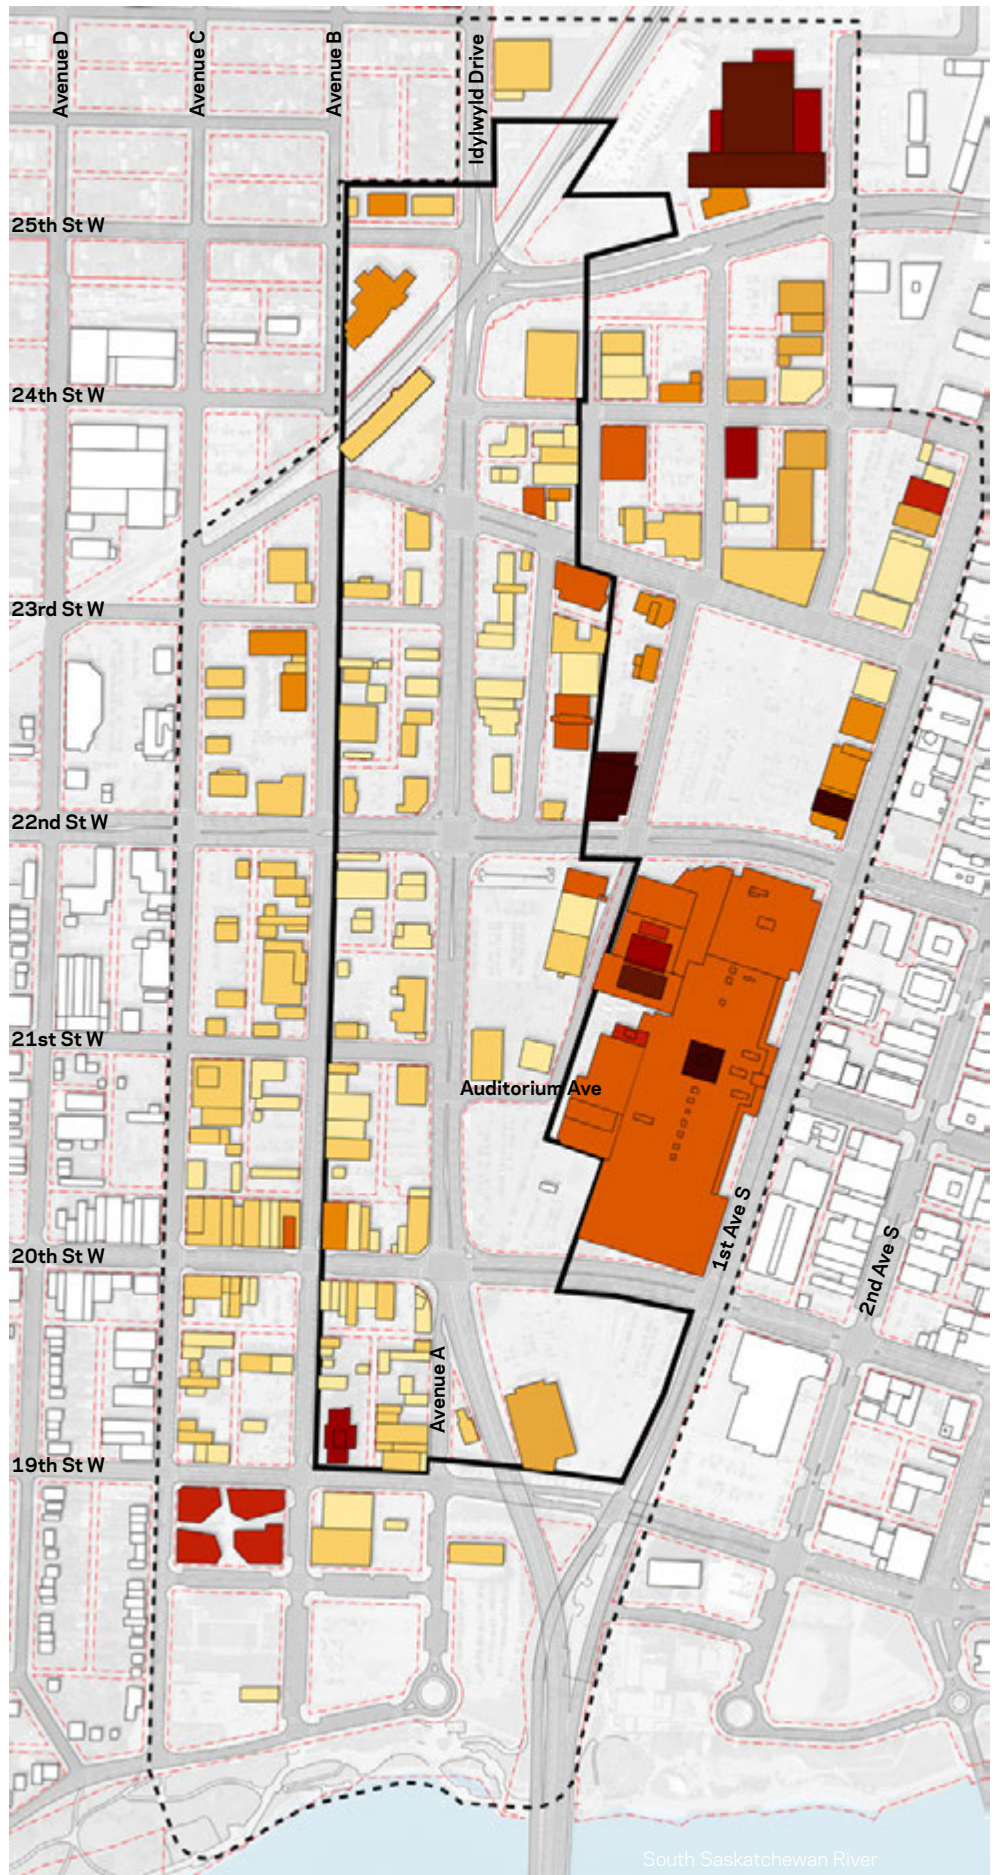 Avenue D
Avenue C
Avenue B
Idylwyld Drive
25th St W
24th St W
23rd St W
22nd St W
21st St W
Auditorium Ave
20th St W
1st Ave S
2nd Ave S
Avenue A
19th St W
South Saskatchewan River